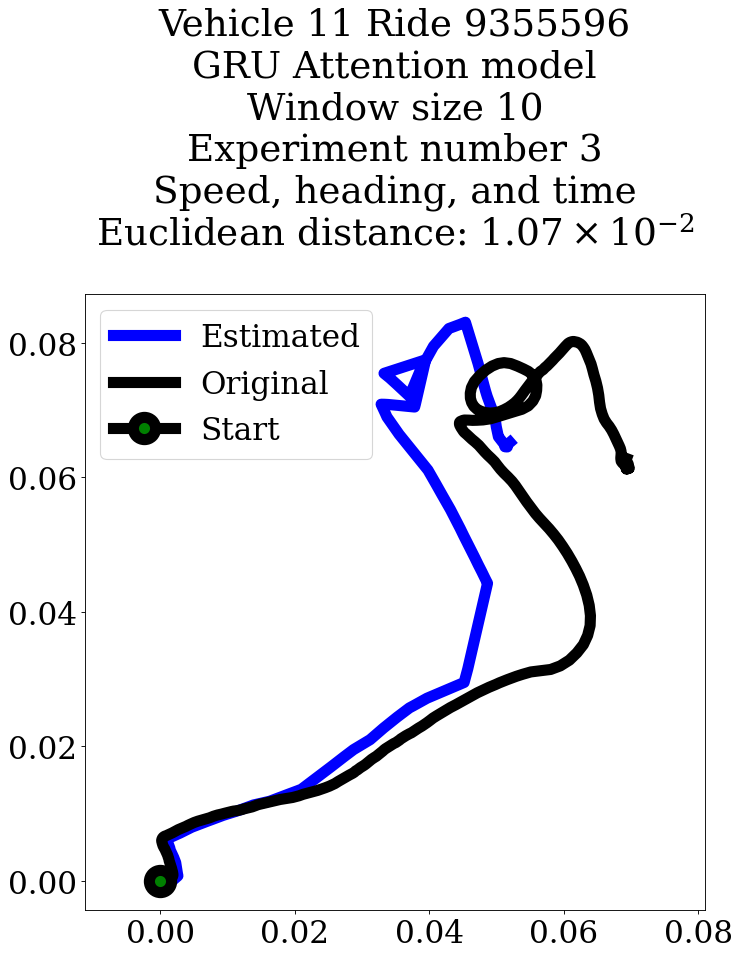 Vehicle 11 Ride 9355596
GRU Attention model
Window size 10
Experiment number 3
Speed, heading, and time
Euclidean distance: 1.07 × 10⁻²
Estimated
Original
Start
0.08
0.06
0.04
0.02
0.00
0.00 0.02 0.04 0.06 0.08